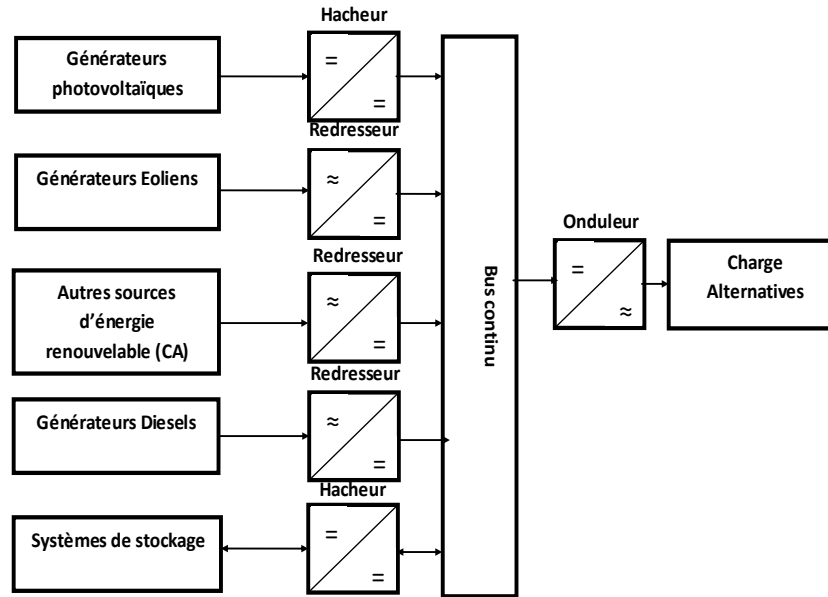 Hacheur
Générateurs
photovoltaïques
=
=
Redresseur
Générateurs Eoliens
≈
=
Redresseur
Autres sources
d'énergie
renouvelable (CA)
≈
=
Redresseur
Générateurs Diesels
≈
=
Hacheur
Systèmes de stockage
=
=
Bus continu
Onduleur
=
≈
Charge
Alternatives